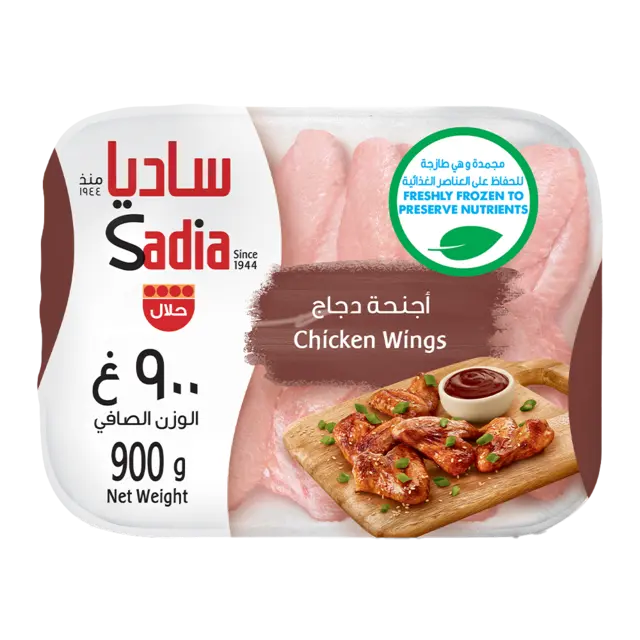 ساديا
منذ
١٩٤٤
Sadia
Since
1944
حلال
٩٠٠ غ
الوزن الصافي
900 g
Net Weight
مجمدة وهي طازجة
للحفاظ على العناصر الغذائية
FRESHLY FROZEN TO
PRESERVE NUTRIENTS
أجنحة دجاج
Chicken Wings